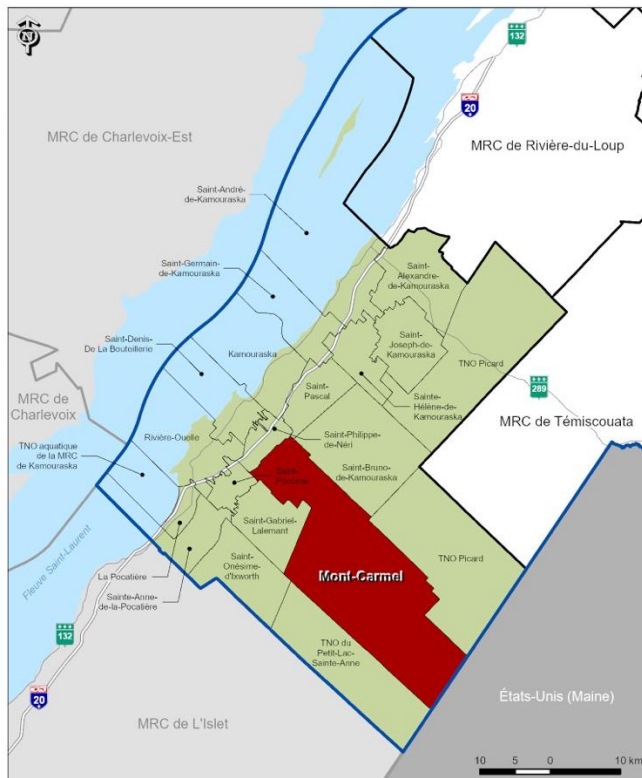 N
132
20
MRC de Charlevoix-Est
MRC de Rivière-du-Loup
Saint-André-
de-Kamouraska
Saint-Germain-
de-Kamouraska
Saint-
Alexandre-
de-Kamouraska
Saint-Denis-
De La Bouteillerie
Kamouraska
Saint-
Joseph-de-
Kamouraska
TNO Picard
MRC de
Charlevoix
Saint-
Pascal
Sainte-
Hélène-de-
Kamouraska
289
MRC de Témiscouata
TNO aquatique
de la MRC
de Kamouraska
Rivière-Ouelle
Saint-Philippe-
de-Néri
Saint-Bruno-
de-Kamouraska
Saint-
Pacôme
Saint-Gabriel-
Lalemant
Fleuve Saint-Laurent
La Pocatière
Sainte-Anne-
de-la-Pocatière
Saint-
Onésime-
d'Ixworth
Mont-Carmel
TNO Picard
TNO du
Petit-Lac-
Sainte-Anne
132
20
MRC de L'Islet
États-Unis (Maine)
10 5 0 10 km